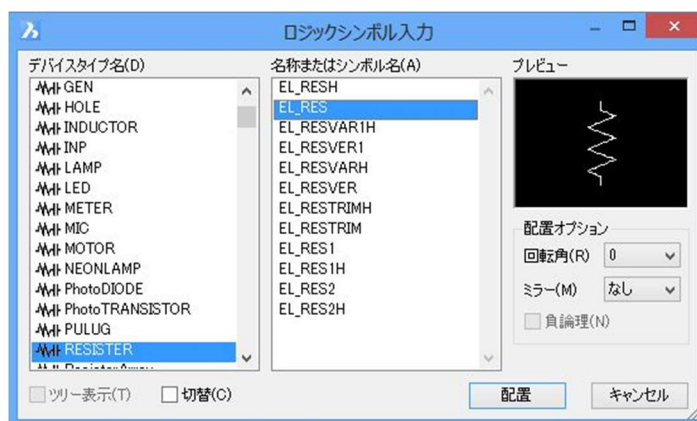 ロジックシンボル入力
デバイスタイプ名(D)
GEN
HOLE
INDUCTOR
INP
LAMP
LED
METER
MIC
MOTOR
NEONLAMP
PhotoDIODE
PhotoTRANSISTOR
PULUG
RESISTER
名称またはシンボル名(A)
EL_RESH
EL_RES
EL_RESVAR1H
EL_RESVER1
EL_RESVARH
EL_RESVER
EL_RESTRIMH
EL_RESTRIM
EL_RES1
EL_RES1H
EL_RES2
EL_RES2H
プレビュー
配置オプション
回転角(R) 0
ミラー(M) なし
負論理(N)
ツリー表示(T) 切替(C) 配置 キャンセル